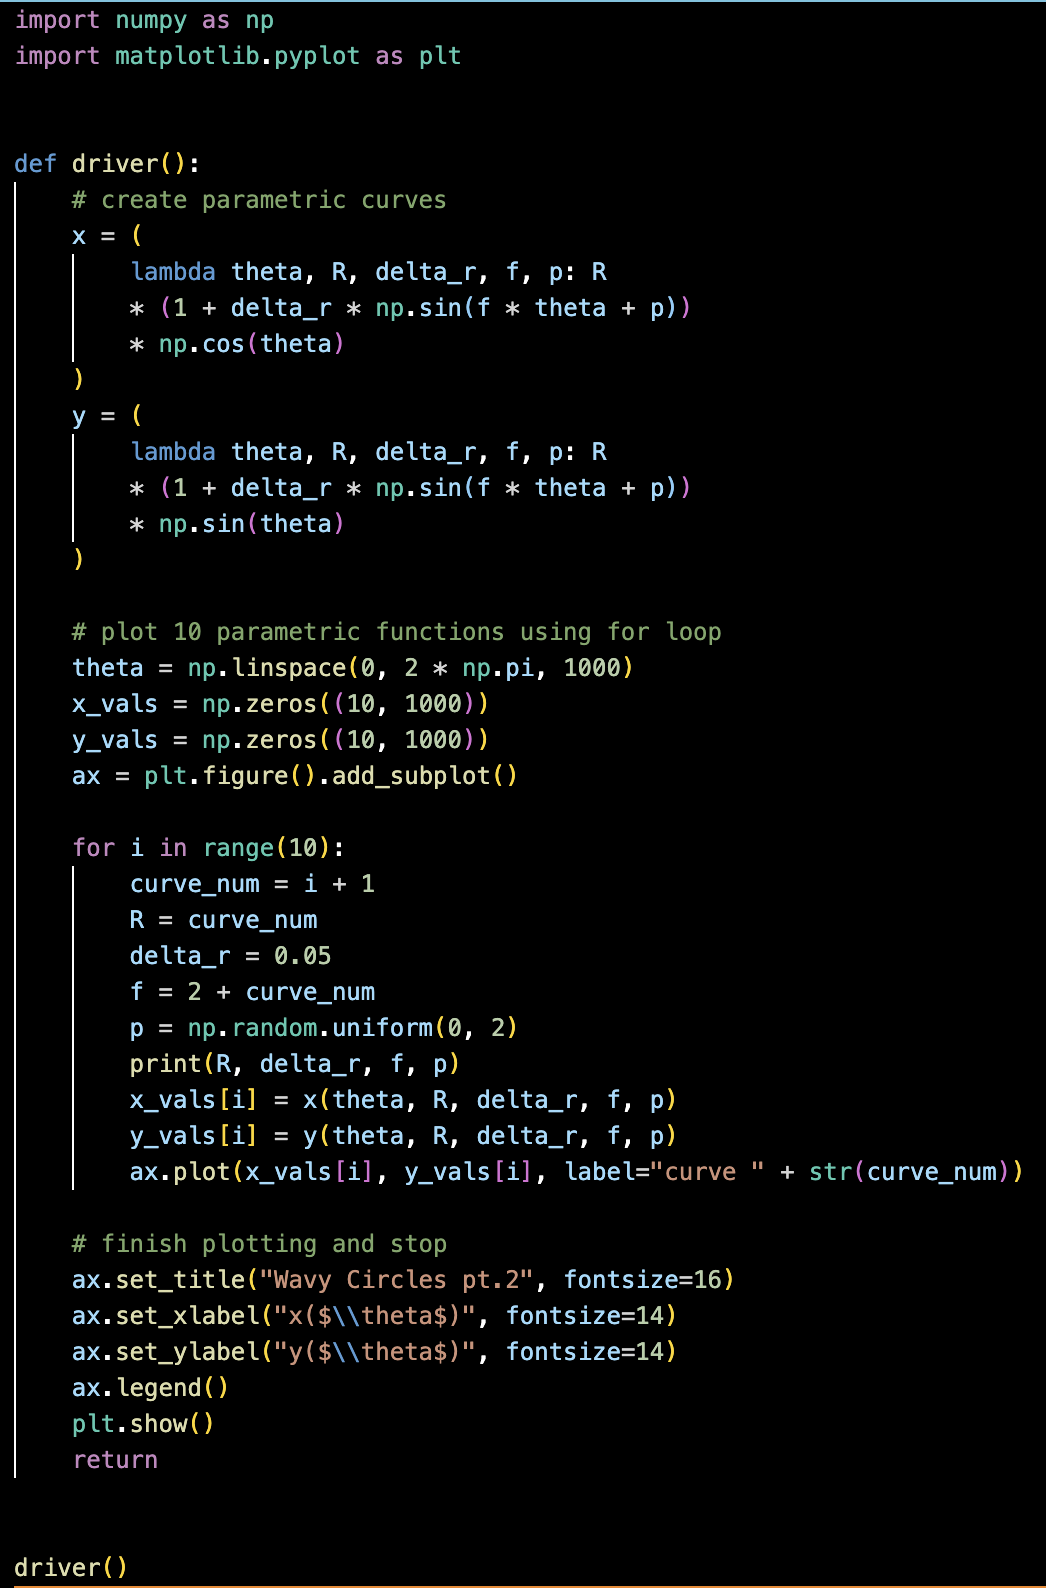 import numpy as np
import matplotlib.pyplot as plt
def driver():
    # create parametric curves
    x = (
        lambda theta, R, delta_r, f, p: R
        * (1 + delta_r * np.sin(f * theta + p))
        * np.cos(theta)
    )
    y = (
        lambda theta, R, delta_r, f, p: R
        * (1 + delta_r * np.sin(f * theta + p))
        * np.sin(theta)
    )
    # plot 10 parametric functions using for loop
    theta = np.linspace(0, 2 * np.pi, 1000)
    x_vals = np.zeros((10, 1000))
    y_vals = np.zeros((10, 1000))
    ax = plt.figure().add_subplot()
    for i in range(10):
        curve_num = i + 1
        R = curve_num
        delta_r = 0.05
        f = 2 + curve_num
        p = np.random.uniform(0, 2)
        print(R, delta_r, f, p)
        x_vals[i] = x(theta, R, delta_r, f, p)
        y_vals[i] = y(theta, R, delta_r, f, p)
        ax.plot(x_vals[i], y_vals[i], label="curve " + str(curve_num))
    # finish plotting and stop
    ax.set_title("Wavy Circles pt.2", fontsize=16)
    ax.set_xlabel("x($\\theta$)", fontsize=14)
    ax.set_ylabel("y($\\theta$)", fontsize=14)
    ax.legend()
    plt.show()
    return
driver()